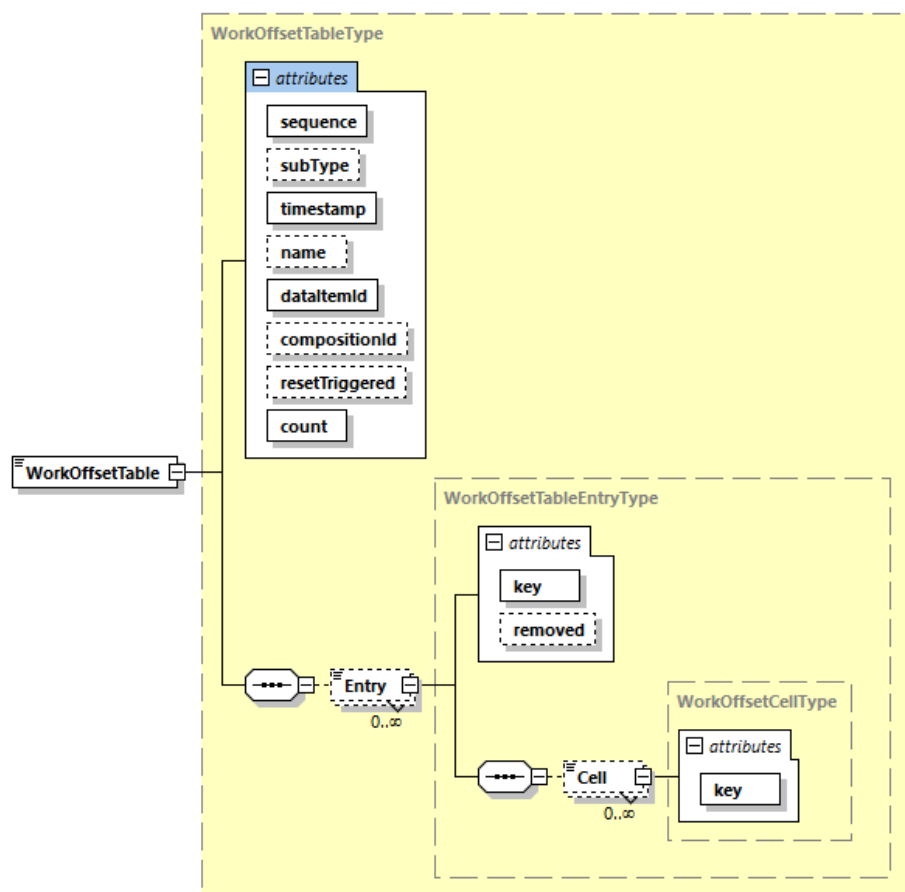 WorkOffsetTableType
attributes
sequence
subType
timestamp
name
dataItemId
compositionId
resetTriggered
count
WorkOffsetTable
WorkOffsetTableEntryType
attributes
key
removed
Entry
0..∞
WorkOffsetCellType
attributes
key
Cell
0..∞